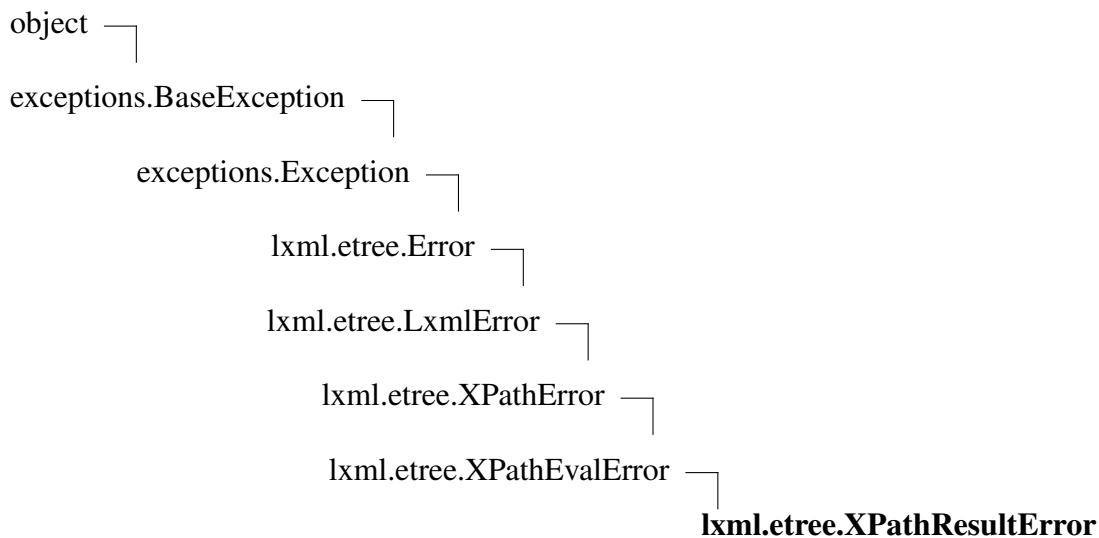 object
exceptions.BaseException
exceptions.Exception
lxml.etree.Error
lxml.etree.LxmlError
lxml.etree.XPathError
lxml.etree.XPathEvalError
lxml.etree.XPathResultError